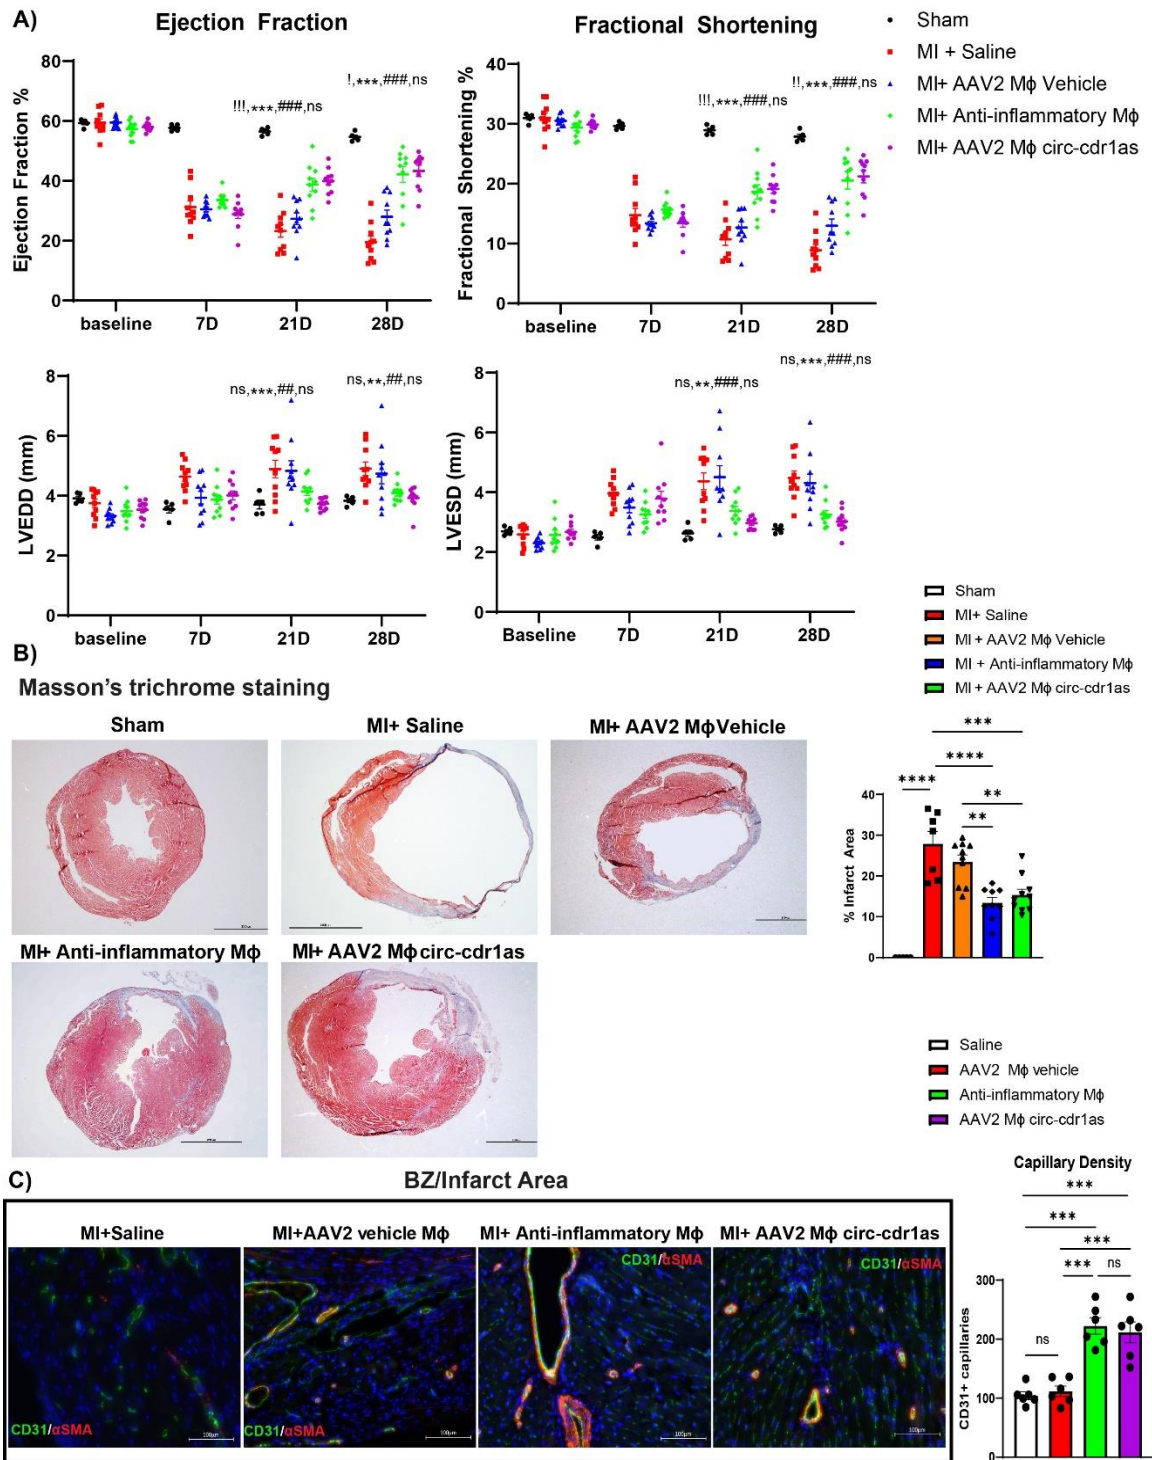 A)
Ejection Fraction
Fractional Shortening
Sham
MI + Saline
MI+ AAV2 Mϕ Vehicle
MI+ Anti-inflammatory Mϕ
MI+ AAV2 Mϕ circ-cdr1as
Ejection Fraction %
80
60
40
20
0
!!!,***,###,ns
!,***,###,ns
baseline 7D 21D 28D
Fractional Shortening %
40
30
20
10
0
!!!,***,###,ns
!!,***,###,ns
baseline 7D 21D 28D
LVEDD (mm)
8
6
4
2
0
ns,***,##,ns
ns,**,##,ns
baseline 7D 21D 28D
LVESD (mm)
8
6
4
2
0
ns,**,###,ns
ns,***,###,ns
Baseline 7D 21D 28D
B)
Masson's trichrome staining
Sham
MI+ Saline
MI+ AAV2 MϕVehicle
MI+ Anti-inflammatory Mϕ
MI+ AAV2 Mϕ circ-cdr1as
Sham
MI+ Saline
MI + AAV2 Mϕ Vehicle
MI + Anti-inflammatory Mϕ
MI + AAV2 Mϕ circ-cdr1as
***
****
****
**
**
% Infarct Area
40
30
20
10
0
Saline
AAV2 Mϕ vehicle
Anti-inflammatory Mϕ
AAV2 Mϕ circ-cdr1as
C)
BZ/Infarct Area
MI+Saline
MI+AAV2 vehicle Mϕ
MI+ Anti-inflammatory Mϕ
MI+ AAV2 Mϕ circ-cdr1as
CD31/αSMA
100µm
CD31/αSMA
100µm
CD31/αSMA
100µm
CD31/αSMA
100µm
Capillary Density
***
***
***
***
ns
ns
CD31+ capillaries
300
200
100
0